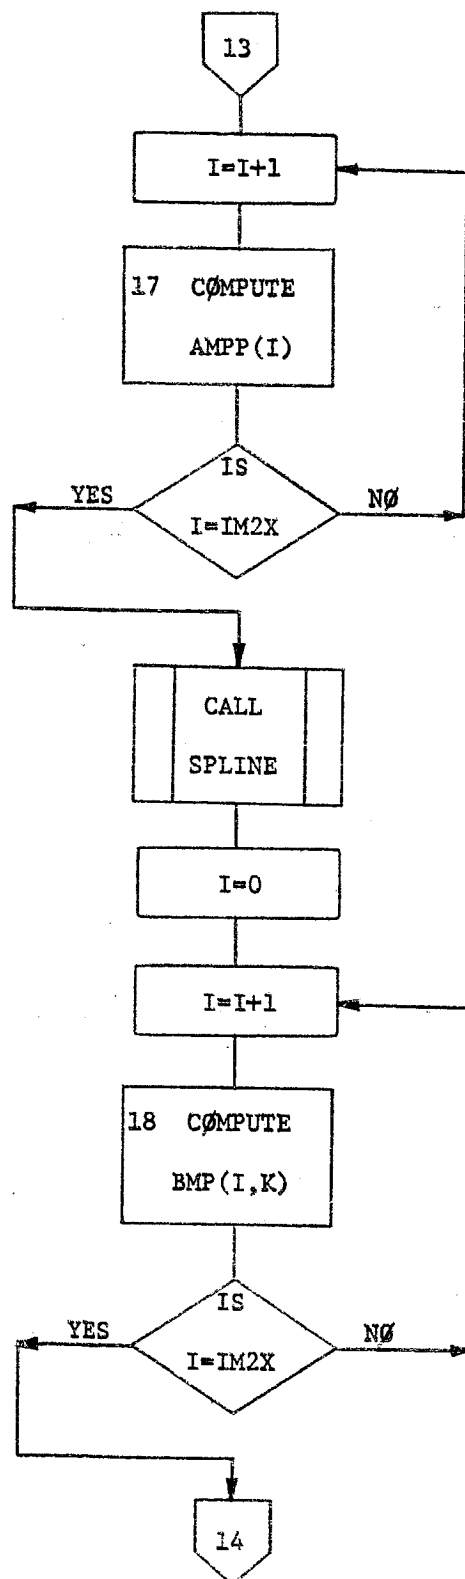 13
I=I+1
17 CØMPUTE
AMPP(I)
IS
YES
NØ
I=IM2X
CALL
SPLINE
I=0
I=I+1
18 CØMPUTE
BMP(I,K)
IS
YES
NØ
I=IM2X
14